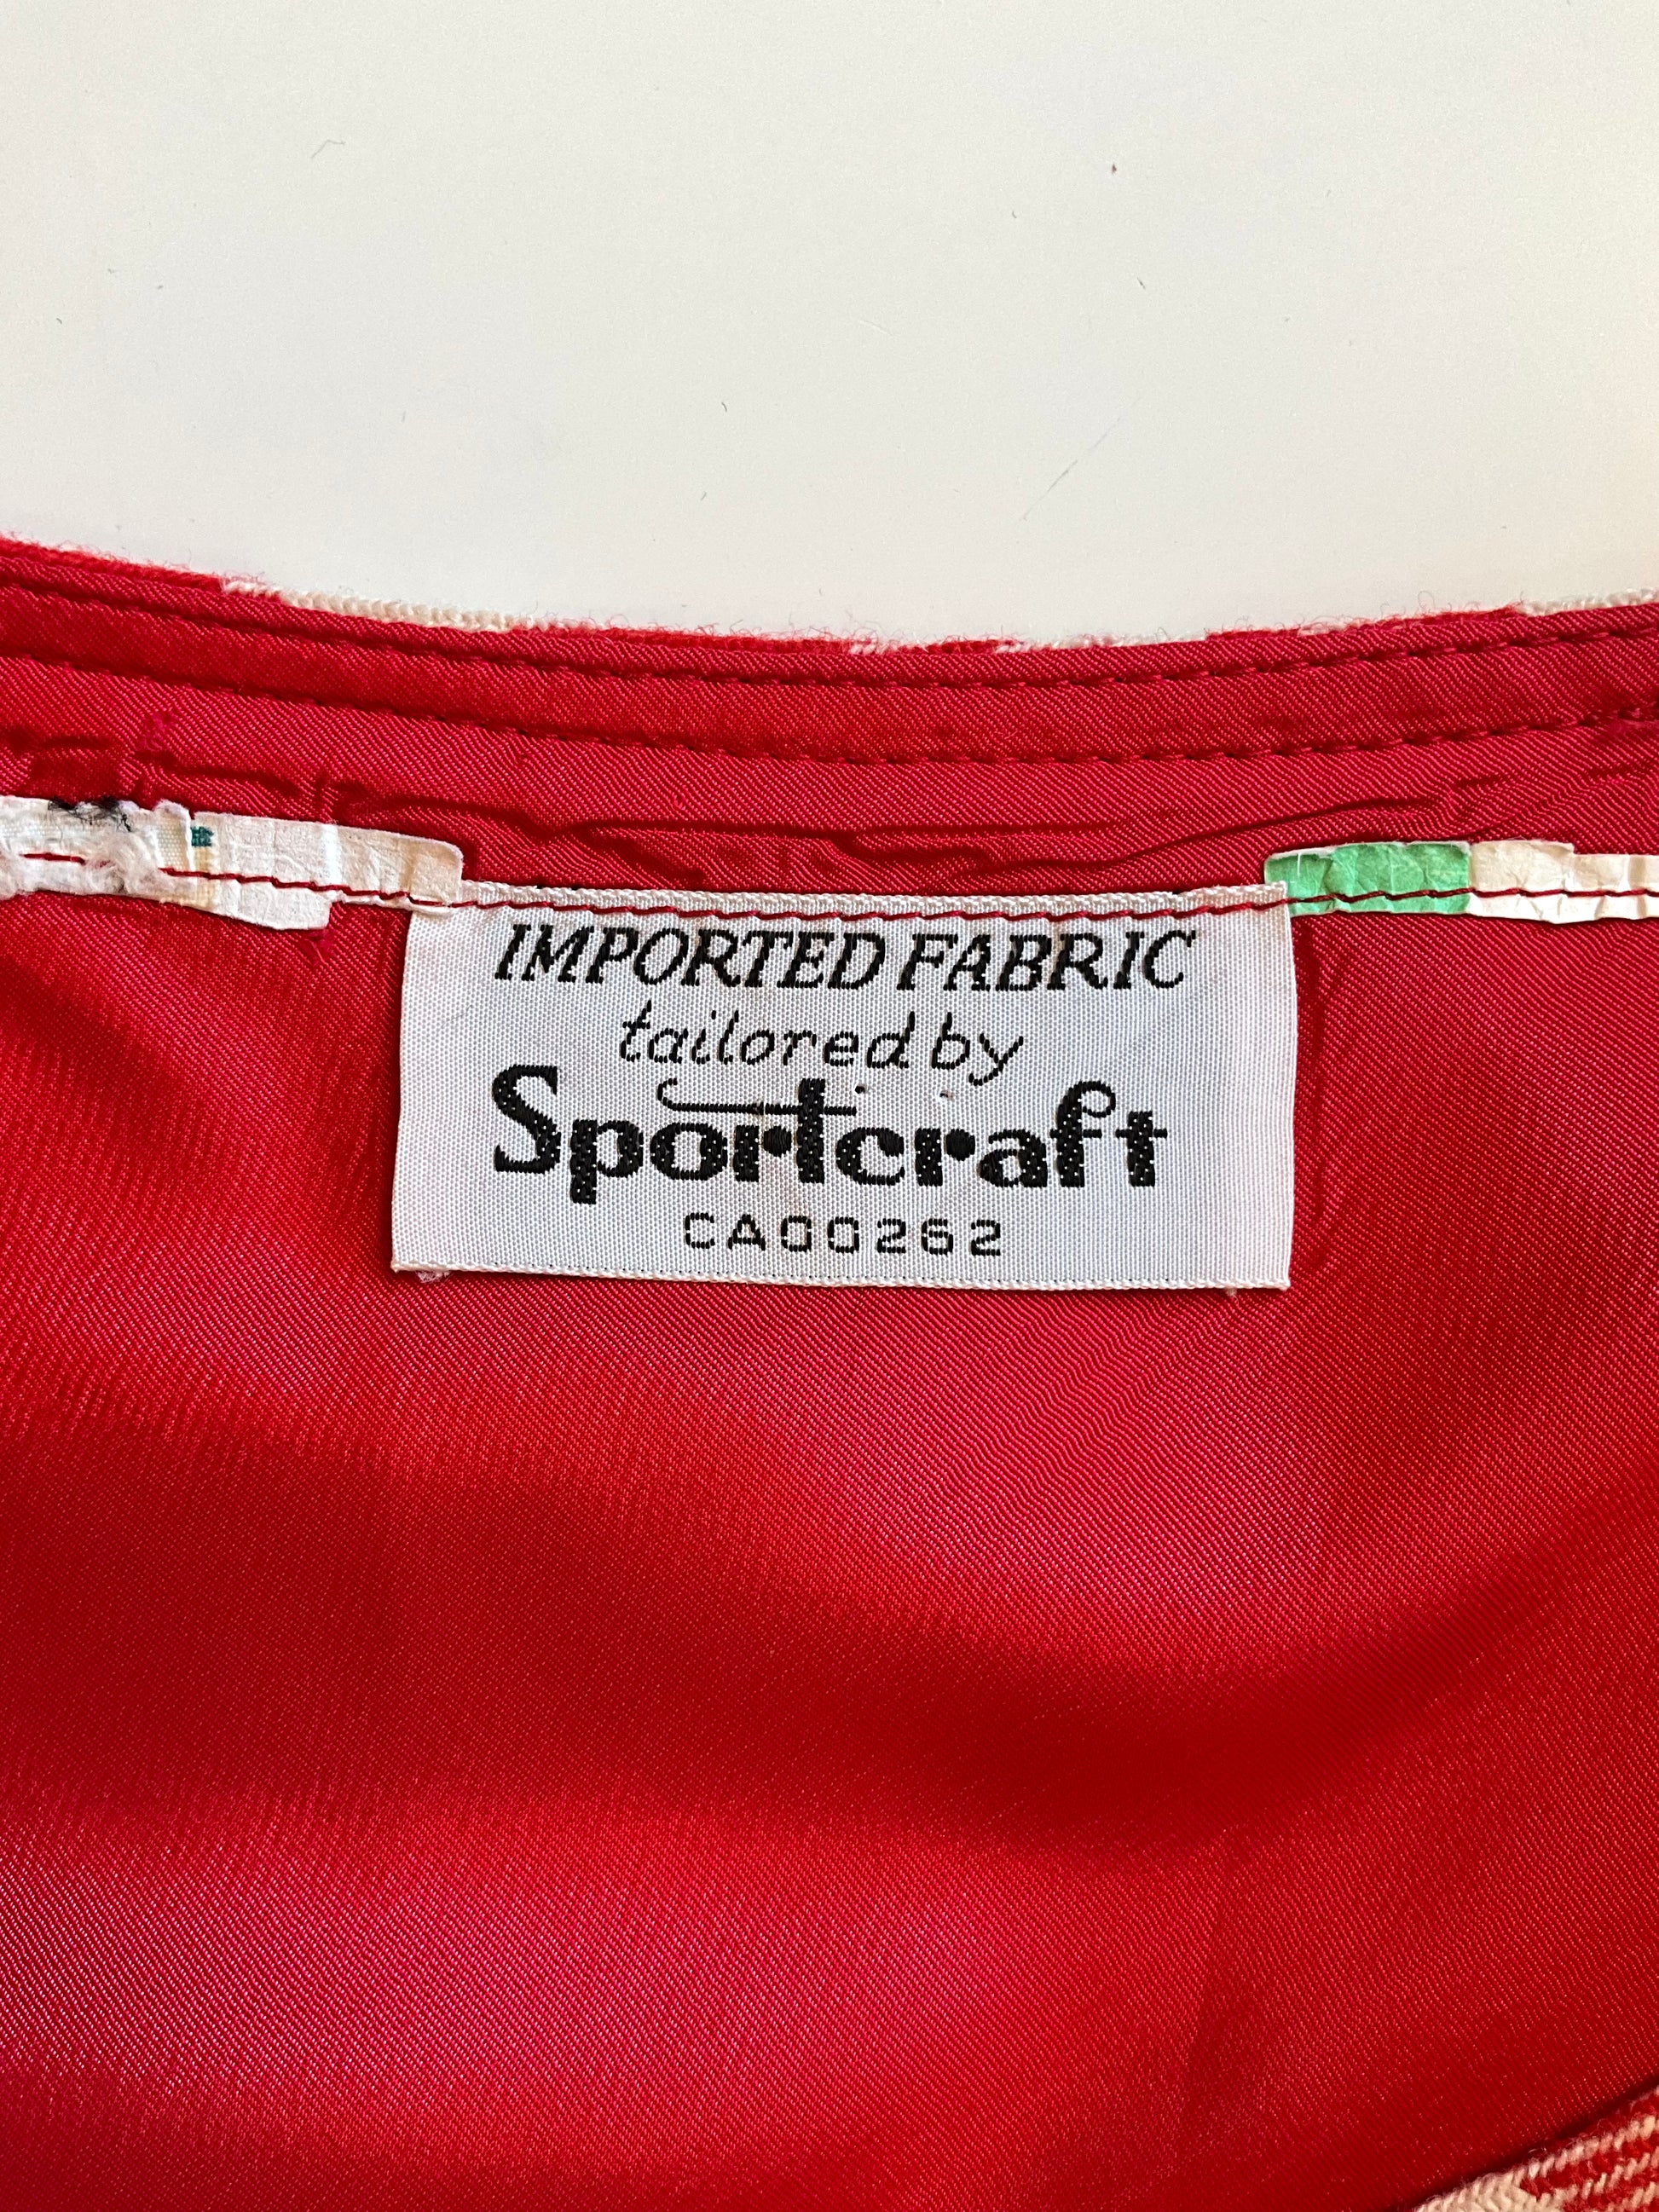 IMPORTED FABRIC
tailored by
Sportcraft
CA00262